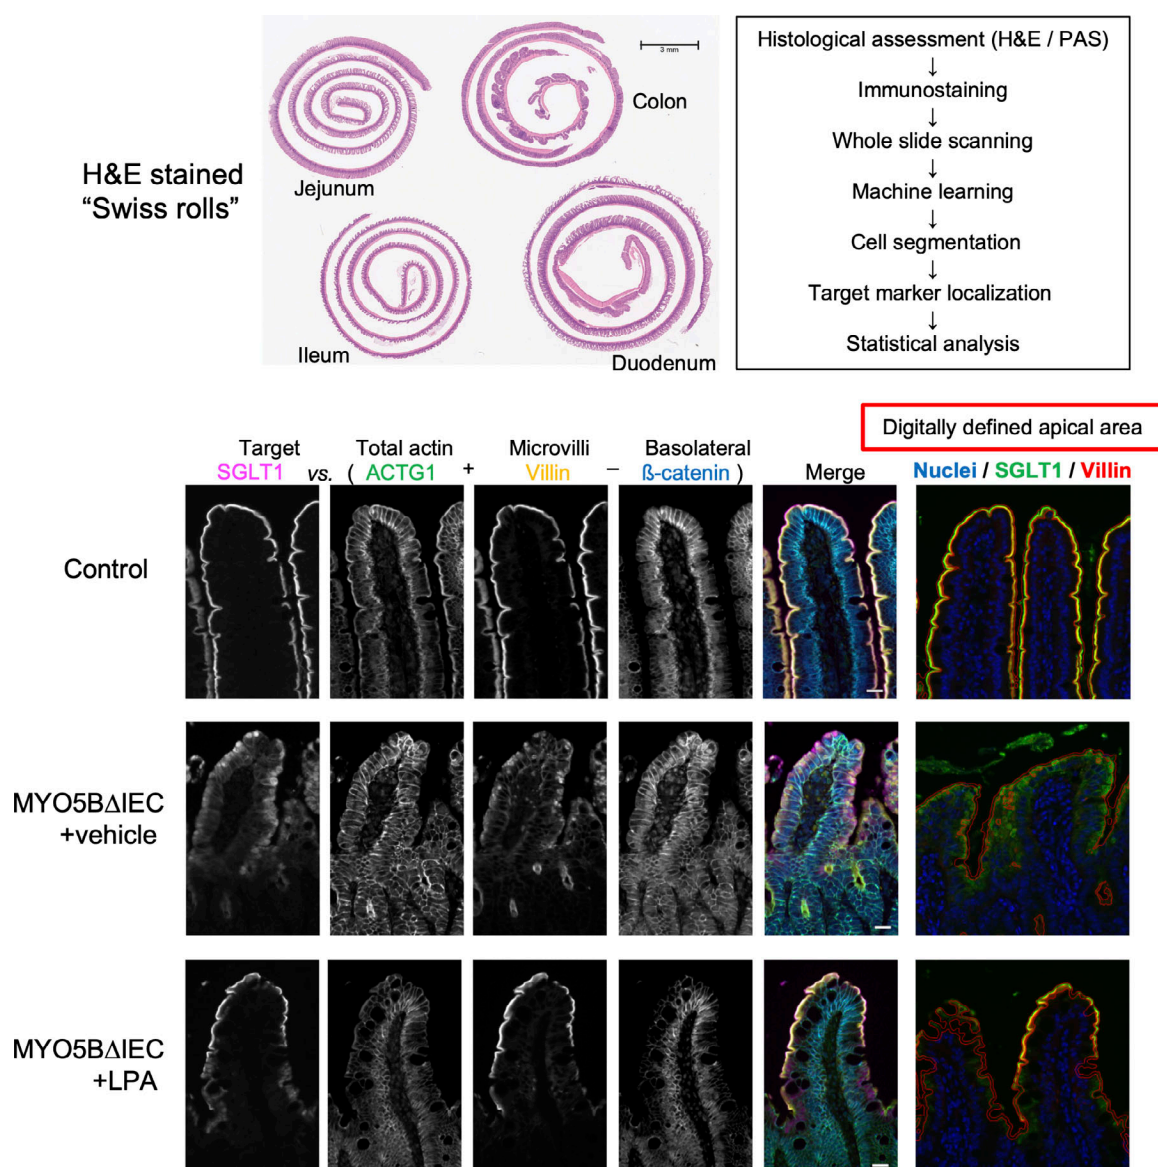 H&E stained
“Swiss rolls”
Jejunum
Colon
3 mm
Ileum
Duodenum
Histological assessment (H&E / PAS)
↓
Immunostaining
↓
Whole slide scanning
↓
Machine learning
↓
Cell segmentation
↓
Target marker localization
↓
Statistical analysis
Digitally defined apical area
Target Total actin Microvilli Basolateral
SGLT1 vs. ( ACTG1 + Villin – ß-catenin ) Merge Nuclei / SGLT1 / Villin
Control
MYO5BΔIEC
+vehicle
MYO5BΔIEC
+LPA